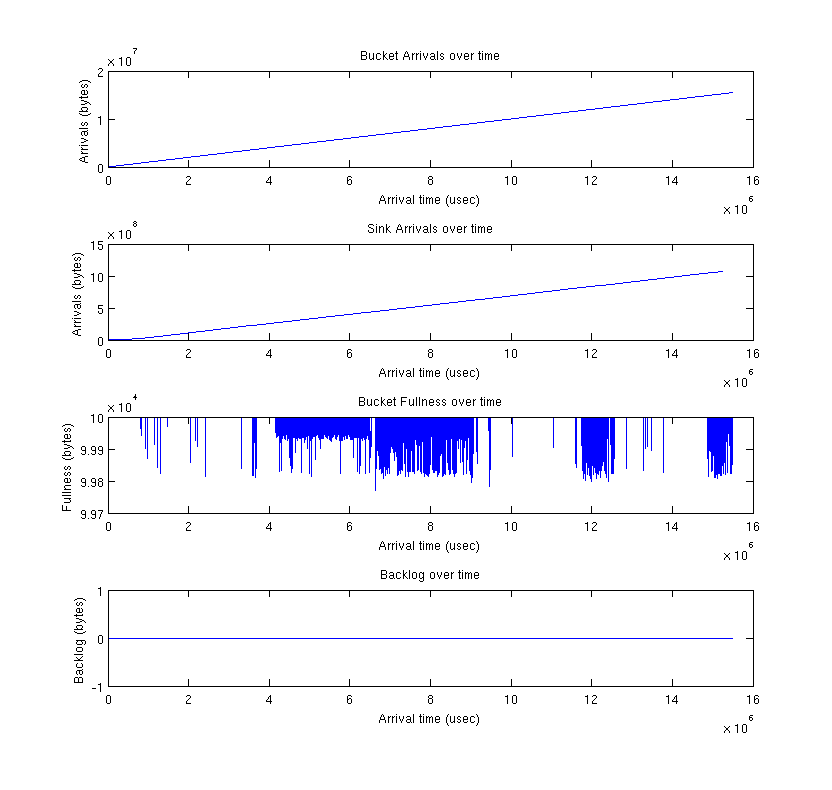 Bucket Arrivals over time
× 10^7
2
1
0
Arrivals (bytes)
0 2 4 6 8 10 12 14 16
Arrival time (usec)
× 10^6
Sink Arrivals over time
× 10^8
15
10
5
0
Arrivals (bytes)
0 2 4 6 8 10 12 14 16
Arrival time (usec)
× 10^6
Bucket Fullness over time
× 10^4
10
9.99
9.98
9.97
Fullness (bytes)
0 2 4 6 8 10 12 14 16
Arrival time (usec)
× 10^6
Backlog over time
1
0
-1
Backlog (bytes)
0 2 4 6 8 10 12 14 16
Arrival time (usec)
× 10^6